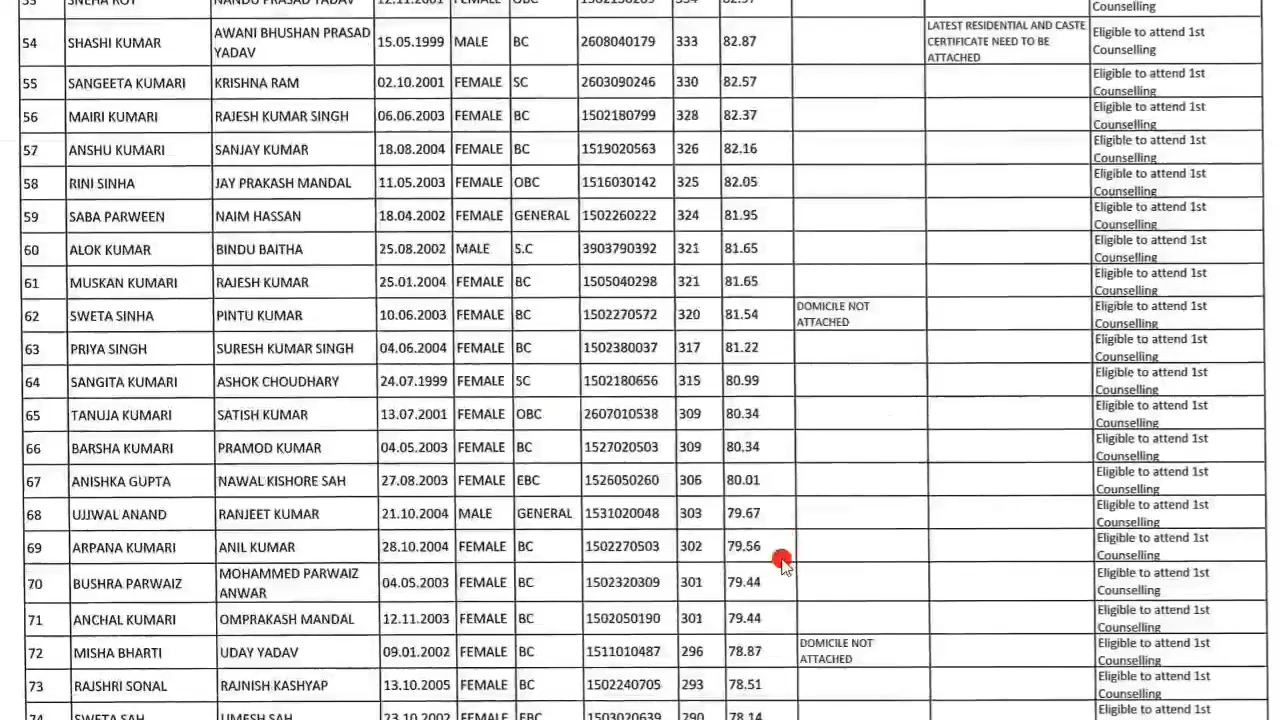 53 SNEHA ROY NANDU PRASAD YADAV 12.11.2001 FEMALE OBC 334 82.97 Counselling
54 SHASHI KUMAR AWANI BHUSHAN PRASAD YADAV 15.05.1999 MALE BC 2608040179 333 82.87 LATEST RESIDENTIAL AND CASTE CERTIFICATE NEED TO BE ATTACHED Eligible to attend 1st Counselling
55 SANGEETA KUMARI KRISHNA RAM 02.10.2001 FEMALE SC 2603090246 330 82.57 Eligible to attend 1st Counselling
56 MAIRI KUMARI RAJESH KUMAR SINGH 06.06.2003 FEMALE BC 1502180799 328 82.37 Eligible to attend 1st Counselling
57 ANSHU KUMARI SANJAY KUMAR 18.08.2004 FEMALE BC 1519020563 326 82.16 Eligible to attend 1st Counselling
58 RINI SINHA JAY PRAKASH MANDAL 11.05.2003 FEMALE OBC 1516030142 325 82.05 Eligible to attend 1st Counselling
59 SABA PARWEEN NAIM HASSAN 18.04.2002 FEMALE GENERAL 1502260222 324 81.95 Eligible to attend 1st Counselling
60 ALOK KUMAR BINDU BAITHA 25.08.2002 MALE S.C 3903790392 321 81.65 Eligible to attend 1st Counselling
61 MUSKAN KUMARI RAJESH KUMAR 25.01.2004 FEMALE BC 1505040298 321 81.65 Eligible to attend 1st Counselling
62 SWETA SINHA PINTU KUMAR 10.06.2003 FEMALE BC 1502270572 320 81.54 DOMICILE NOT ATTACHED Eligible to attend 1st Counselling
63 PRIYA SINGH SURESH KUMAR SINGH 04.06.2004 FEMALE BC 1502380037 317 81.22 Eligible to attend 1st Counselling
64 SANGITA KUMARI ASHOK CHOUDHARY 24.07.1999 FEMALE SC 1502180656 315 80.99 Eligible to attend 1st Counselling
65 TANUJA KUMARI SATISH KUMAR 13.07.2001 FEMALE OBC 2607010538 309 80.34 Eligible to attend 1st Counselling
66 BARSHA KUMARI PRAMOD KUMAR 04.05.2003 FEMALE BC 1527020503 309 80.34 Eligible to attend 1st Counselling
67 ANISHKA GUPTA NAWAL KISHORE SAH 27.08.2003 FEMALE EBC 1526050260 306 80.01 Eligible to attend 1st Counselling
68 UJJWAL ANAND RANJEET KUMAR 21.10.2004 MALE GENERAL 1531020048 303 79.67 Eligible to attend 1st Counselling
69 ARPANA KUMARI ANIL KUMAR 28.10.2004 FEMALE BC 1502270503 302 79.56 Eligible to attend 1st Counselling
70 BUSHRA PARWAIZ MOHAMMED PARWAIZ ANWAR 04.05.2003 FEMALE BC 1502320309 301 79.44 Eligible to attend 1st Counselling
71 ANCHAL KUMARI OMPRAKASH MANDAL 12.11.2003 FEMALE BC 1502050190 301 79.44 Eligible to attend 1st Counselling
72 MISHA BHARTI UDAY YADAV 09.01.2002 FEMALE BC 1511010487 296 78.87 DOMICILE NOT ATTACHED Eligible to attend 1st Counselling
73 RAJSHRI SONAL RAJNISH KASHYAP 13.10.2005 FEMALE BC 1502240705 293 78.51 Eligible to attend 1st Counselling
74 SWETA SAH UMESH SAH 23.10.2002 FEMALE EBC 1503020639 290 78.14 Eligible to attend 1st